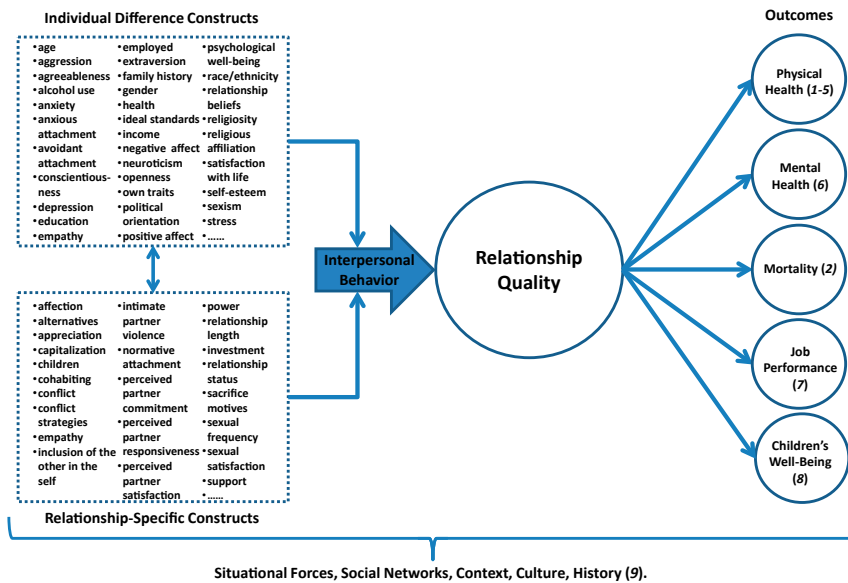 Individual Difference Constructs
•age
•aggression
•agreeableness
•alcohol use
•anxiety
•anxious
attachment
•avoidant
attachment
•conscientious-
ness
•depression
•education
•empathy
•employed
•extraversion
•family history
•gender
•health
•ideal standards
•income
•negative affect
•neuroticism
•openness
•own traits
•political
orientation
•positive affect
•psychological
well-being
•race/ethnicity
•relationship
beliefs
•religiosity
•religious
affiliation
•satisfaction
with life
•self-esteem
•sexism
•stress
•......
•affection
•alternatives
•appreciation
•capitalization
•children
•cohabiting
•conflict
•conflict
strategies
•empathy
•inclusion of the
other in the
self
•intimate
partner
violence
•normative
attachment
•perceived
partner
commitment
•perceived
partner
responsiveness
•perceived
partner
satisfaction
•power
•relationship
length
•investment
•relationship
status
•sacrifice
motives
•sexual
frequency
•sexual
satisfaction
•support
•......
Relationship-Specific Constructs
Interpersonal
Behavior
Relationship
Quality
Outcomes
Physical
Health (1-5)
Mental
Health (6)
Mortality (2)
Job
Performance
(7)
Children’s
Well-Being
(8)
Situational Forces, Social Networks, Context, Culture, History (9).